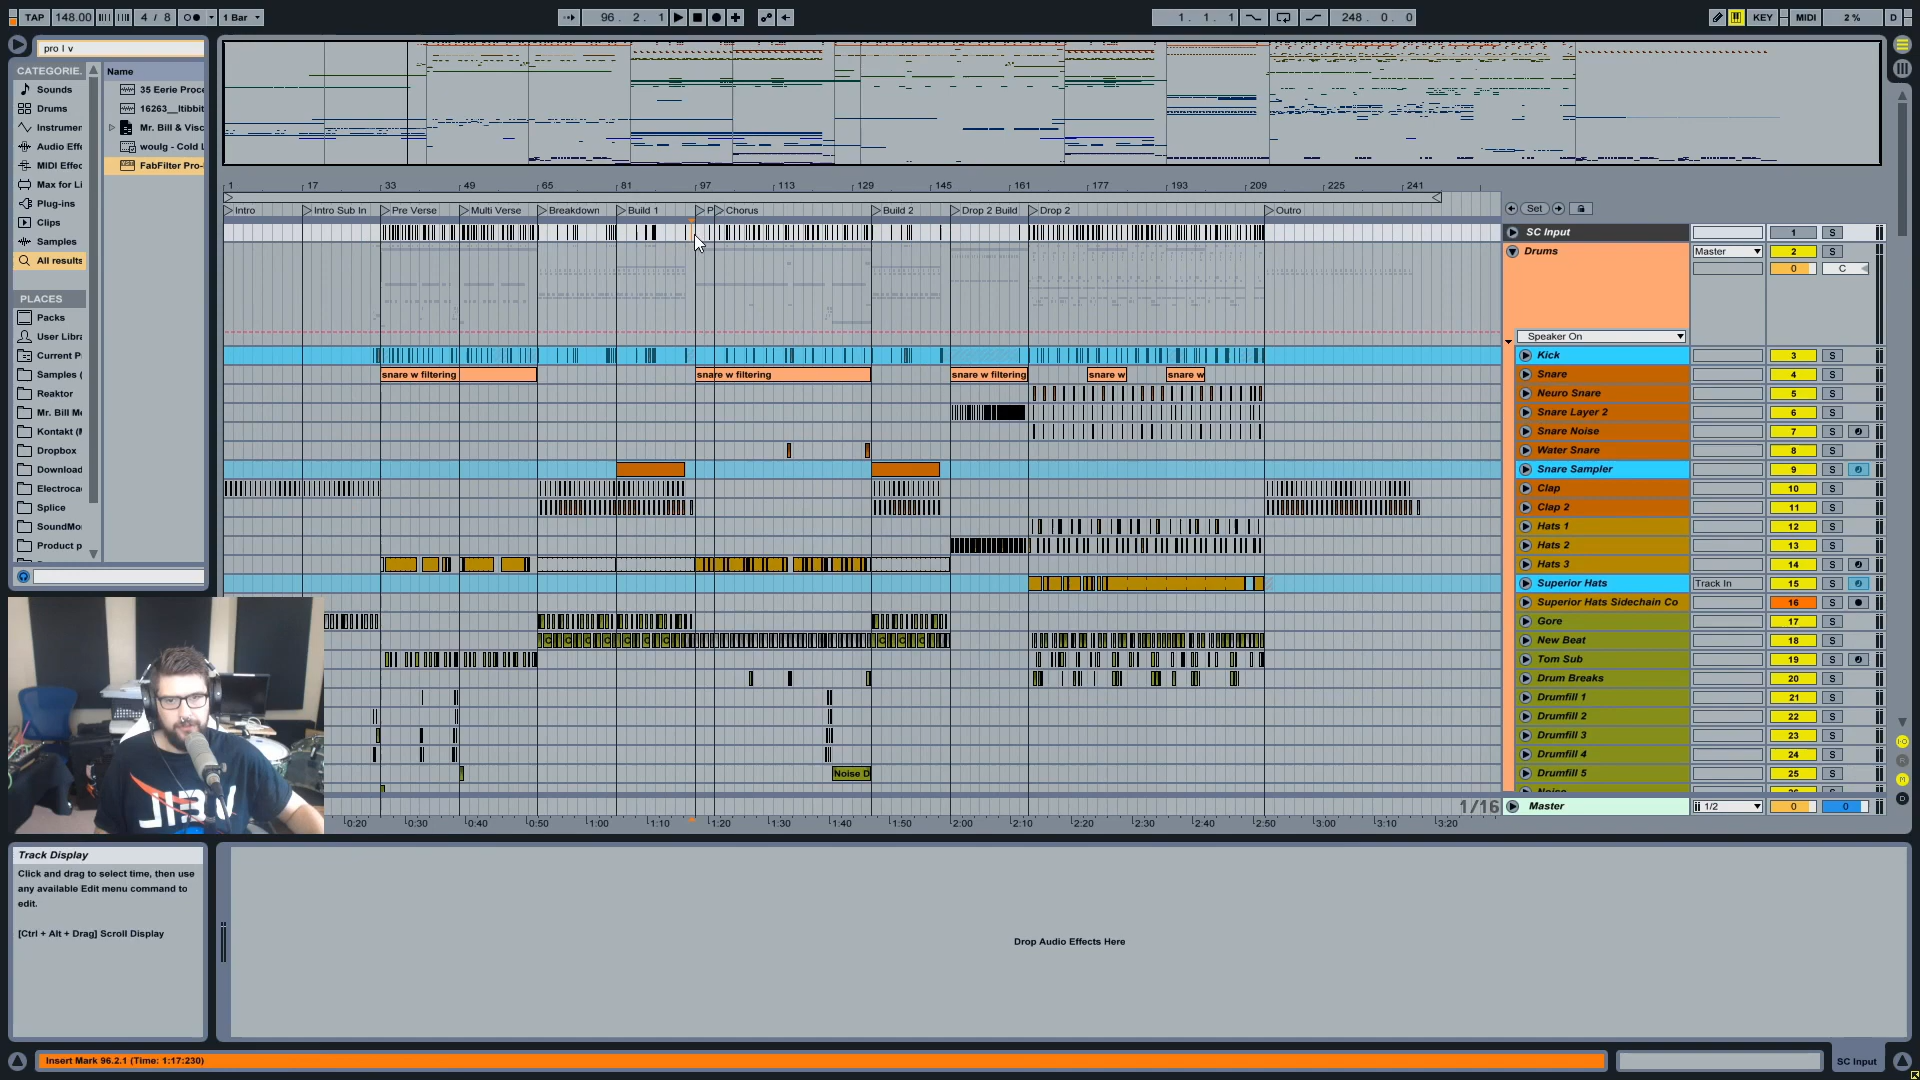 TAP 148.00 4 / 8 1 Bar 96 . 2 . 1 1 . 1 . 1 248 . 0 . 0 KEY MIDI 2 % D
pro l v
CATEGORIE.
Name
Sounds
Drums
Instrumen
Audio Effe
MIDI Effec
Max for Li
Plug-ins
Clips
Samples
All results
35 Eerie Proce
16263__ltibbit
Mr. Bill & Visc
woulg - Cold L
FabFilter Pro-
PLACES
Packs
User Libra
Current P
Samples (
Reaktor
Mr. Bill Me
Kontakt (I
Dropbox
Download
Electrocad
Splice
SoundMo
Product p
1 17 33 49 65 81 97 113 129 145 161 177 193 209 225 241
Intro Intro Sub In Pre Verse Multi Verse Breakdown Build 1 P Chorus Build 2 Drop 2 Build Drop 2 Outro
Set
SC Input 1 S
Drums Master 2 S
0 C
Speaker On
Kick 3 S
snare w filtering snare w filtering snare w filtering snare w snare w
Snare 4 S
Neuro Snare 5 S
Snare Layer 2 6 S
Snare Noise 7 S
Water Snare 8 S
Snare Sampler 9 S
Clap 10 S
Clap 2 11 S
Hats 1 12 S
Hats 2 13 S
Hats 3 14 S
Superior Hats Track In 15 S
Superior Hats Sidechain Co 16 S
Gore 17 S
New Beat 18 S
Tom Sub 19 S
Drum Breaks 20 S
Drumfill 1 21 S
Drumfill 2 22 S
Drumfill 3 23 S
Drumfill 4 24 S
Noise D
Drumfill 5 25 S
1/16
Master 1/2 0 0
0:20 0:30 0:40 0:50 1:00 1:10 1:20 1:30 1:40 1:50 2:00 2:10 2:20 2:30 2:40 2:50 3:00 3:10 3:20
Track Display
Click and drag to select time, then use
any available Edit menu command to
edit.
[Ctrl + Alt + Drag] Scroll Display
Drop Audio Effects Here
Insert Mark 96.2.1 (Time: 1:17:230)
SC Input